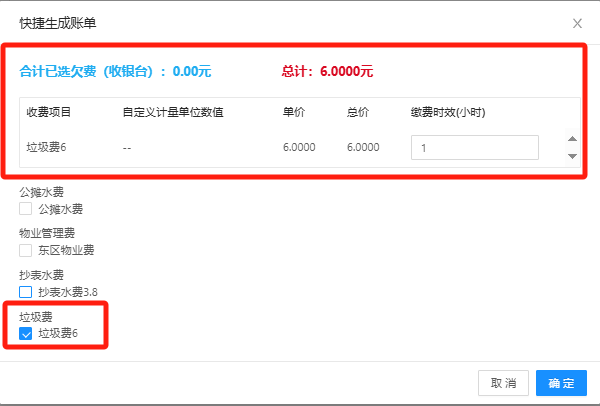 快捷生成账单
合计已选欠费（收银台）：0.00元 总计：6.0000元
收费项目 自定义计量单位数值 单价 总价 缴费时效(小时)
垃圾费6 -- 6.0000 6.0000 1
公摊水费
公摊水费
物业管理费
东区物业费
抄表水费
抄表水费3.8
垃圾费
垃圾费6
取 消 确 定